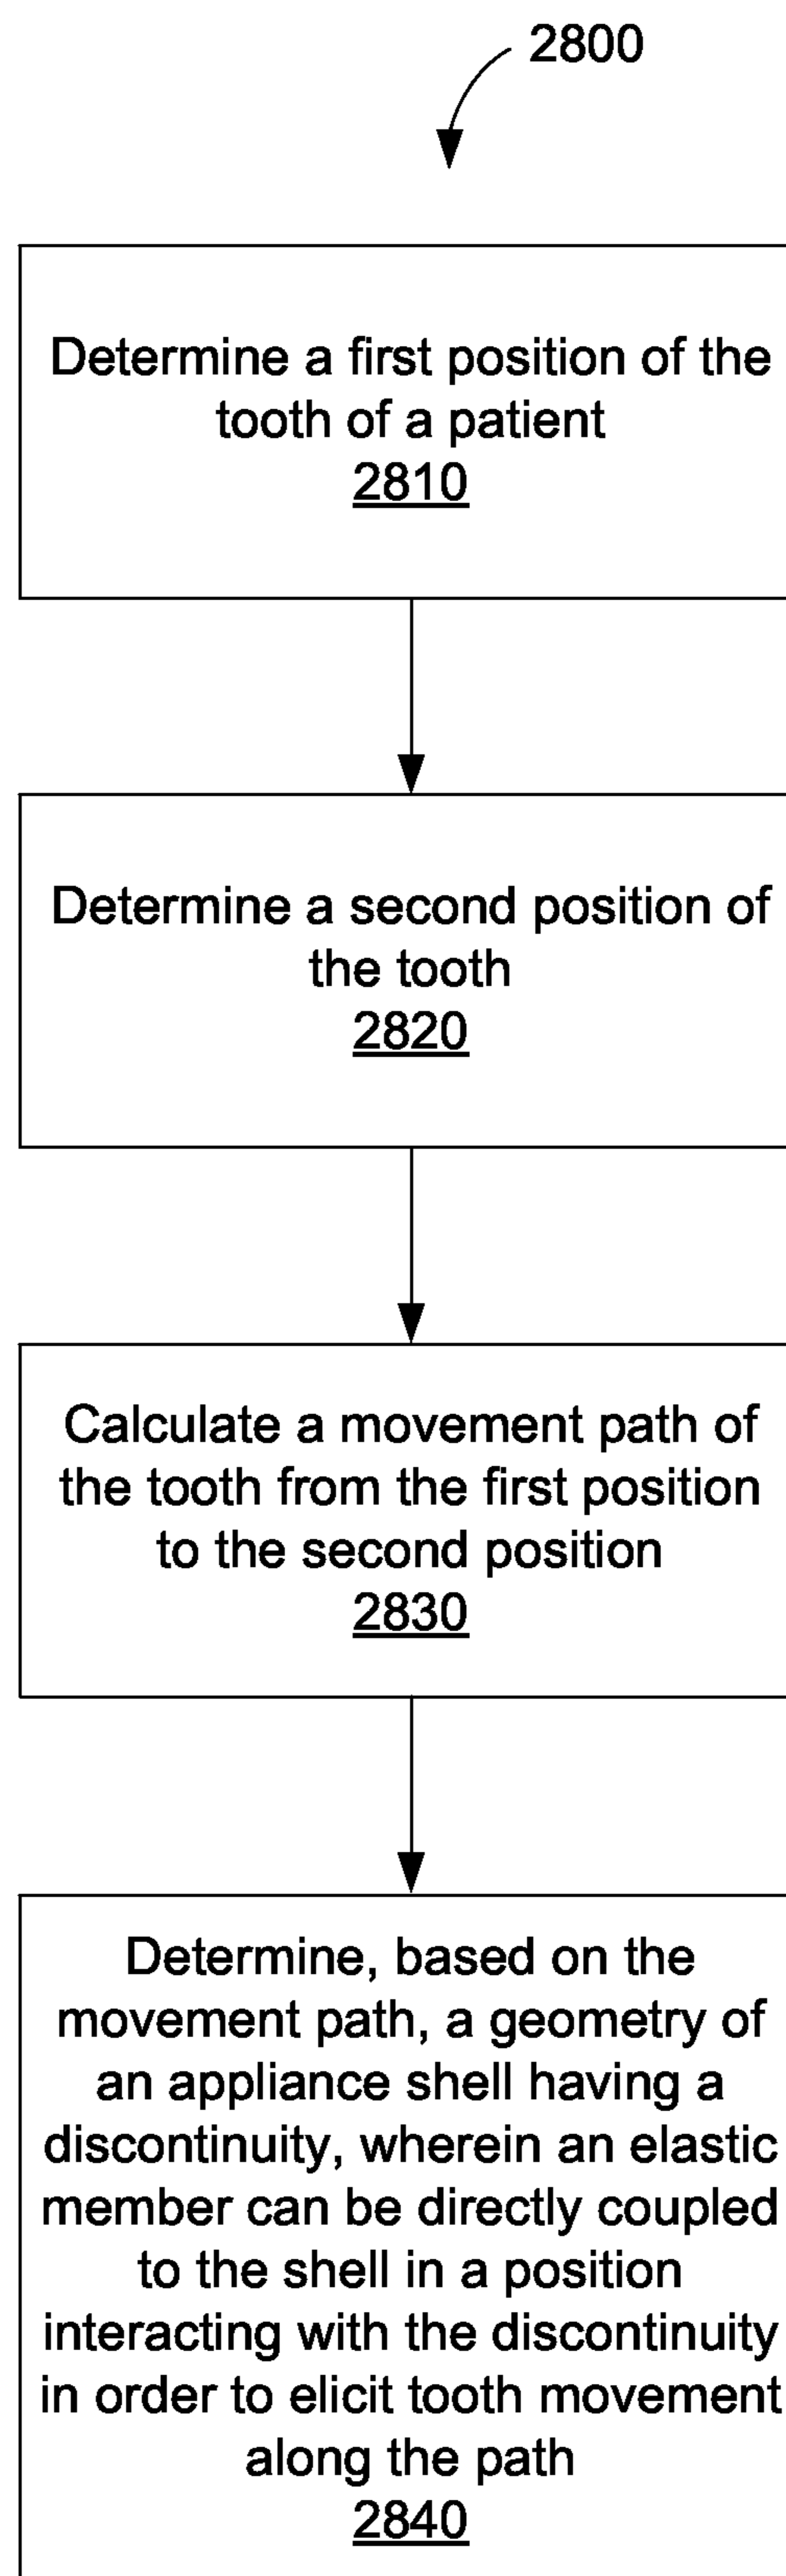 2800
Determine a first position of the
tooth of a patient
2810
Determine a second position of
the tooth
2820
Calculate a movement path of
the tooth from the first position
to the second position
2830
Determine, based on the
movement path, a geometry of
an appliance shell having a
discontinuity, wherein an elastic
member can be directly coupled
to the shell in a position
interacting with the discontinuity
in order to elicit tooth movement
along the path
2840